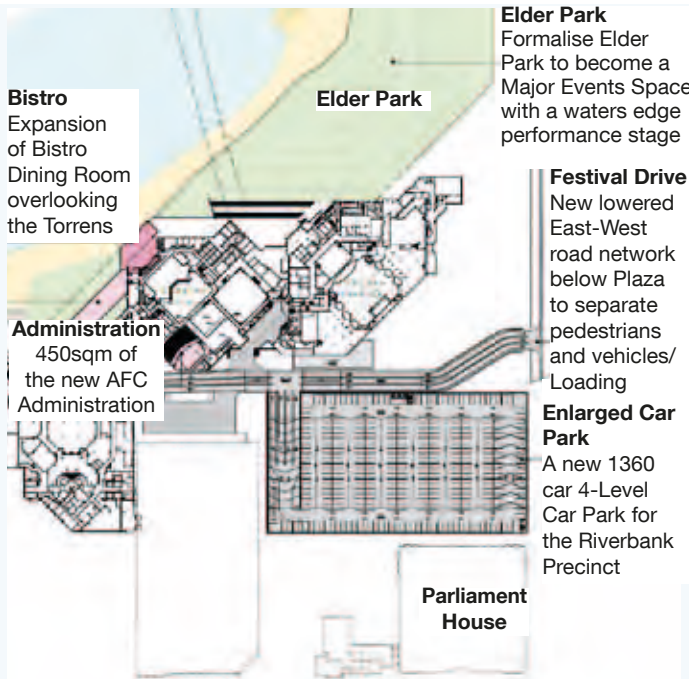 Elder Park
Formalise Elder
Park to become a
Major Events Space
with a waters edge
performance stage
Elder Park
Bistro
Expansion
of Bistro
Dining Room
overlooking
the Torrens
Festival Drive
New lowered
East-West
road network
below Plaza
to separate
pedestrians
and vehicles/
Loading
Administration
450sqm of
the new AFC
Administration
Enlarged Car
Park
A new 1360
car 4-Level
Car Park for
the Riverbank
Precinct
Parliament
House